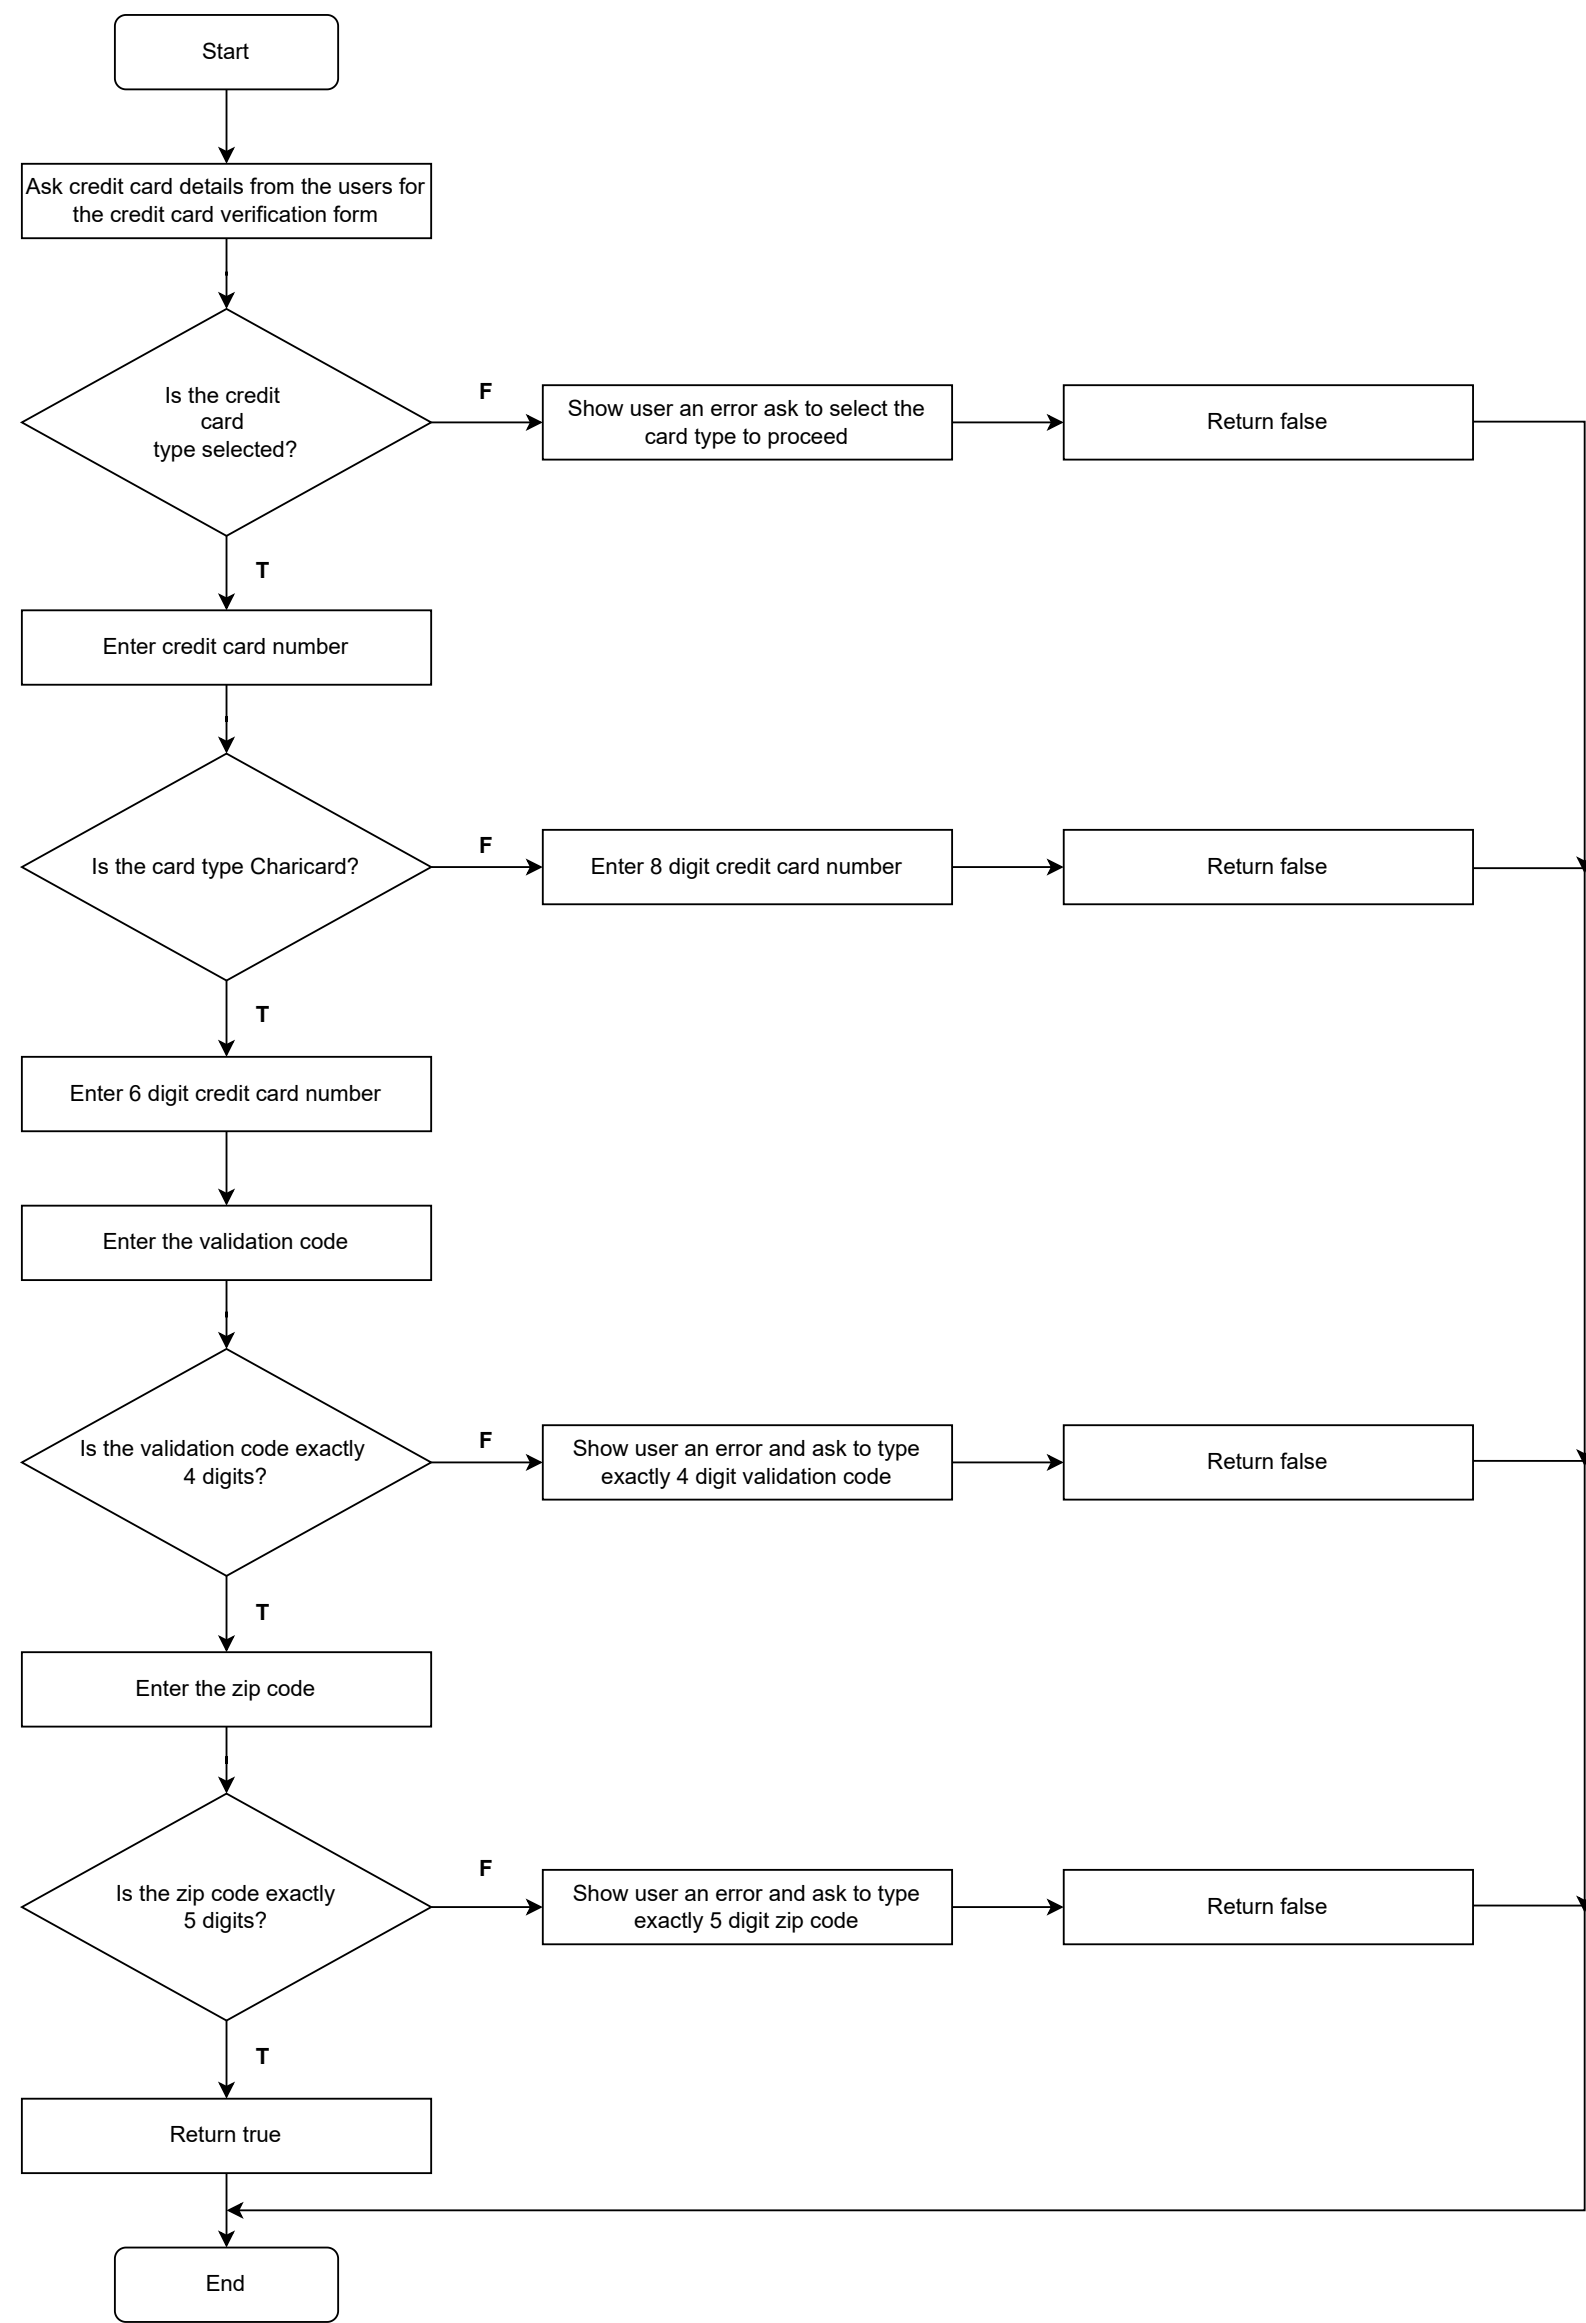 Start
Ask credit card details from the users for
the credit card verification form
Is the credit
card
type selected?
F
Show user an error ask to select the
card type to proceed
Return false
T
Enter credit card number
Is the card type Charicard?
F
Enter 8 digit credit card number
Return false
T
Enter 6 digit credit card number
Enter the validation code
Is the validation code exactly
4 digits?
F
Show user an error and ask to type
exactly 4 digit validation code
Return false
T
Enter the zip code
Is the zip code exactly
5 digits?
F
Show user an error and ask to type
exactly 5 digit zip code
Return false
T
Return true
End